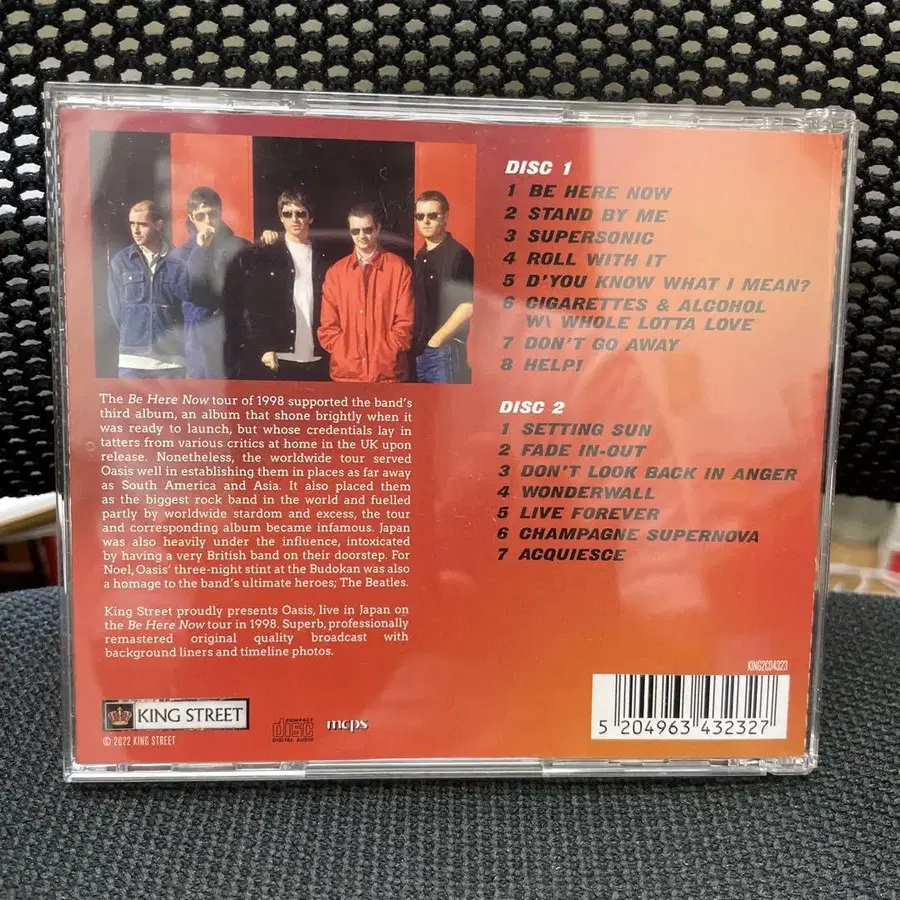 DISC 1
1 BE HERE NOW
2 STAND BY ME
3 SUPERSONIC
4 ROLL WITH IT
5 D'YOU KNOW WHAT I MEAN?
6 CIGARETTES & ALCOHOL
W\ WHOLE LOTTA LOVE
7 DON'T GO AWAY
8 HELP!
DISC 2
1 SETTING SUN
2 FADE IN-OUT
3 DON'T LOOK BACK IN ANGER
4 WONDERWALL
5 LIVE FOREVER
6 CHAMPAGNE SUPERNOVA
7 ACQUIESCE
The Be Here Now tour of 1998 supported the band's
third album, an album that shone brightly when it
was ready to launch, but whose credentials lay in
tatters from various critics at home in the UK upon
release. Nonetheless, the worldwide tour served
Oasis well in establishing them in places as far away
as South America and Asia. It also placed them
as the biggest rock band in the world and fuelled
partly by worldwide stardom and excess, the tour
and corresponding album became infamous. Japan
was also heavily under the influence, intoxicated
by having a very British band on their doorstep. For
Noel, Oasis' three-night stint at the Budokan was also
a homage to the band's ultimate heroes; The Beatles.
King Street proudly presents Oasis, live in Japan on
the Be Here Now tour in 1998. Superb, professionally
remastered original quality broadcast with
background liners and timeline photos.
KING STREET
© 2022 KING STREET
COMPACT
disc
DIGITAL AUDIO
mcps
KING2CD4323
5 204963 432327